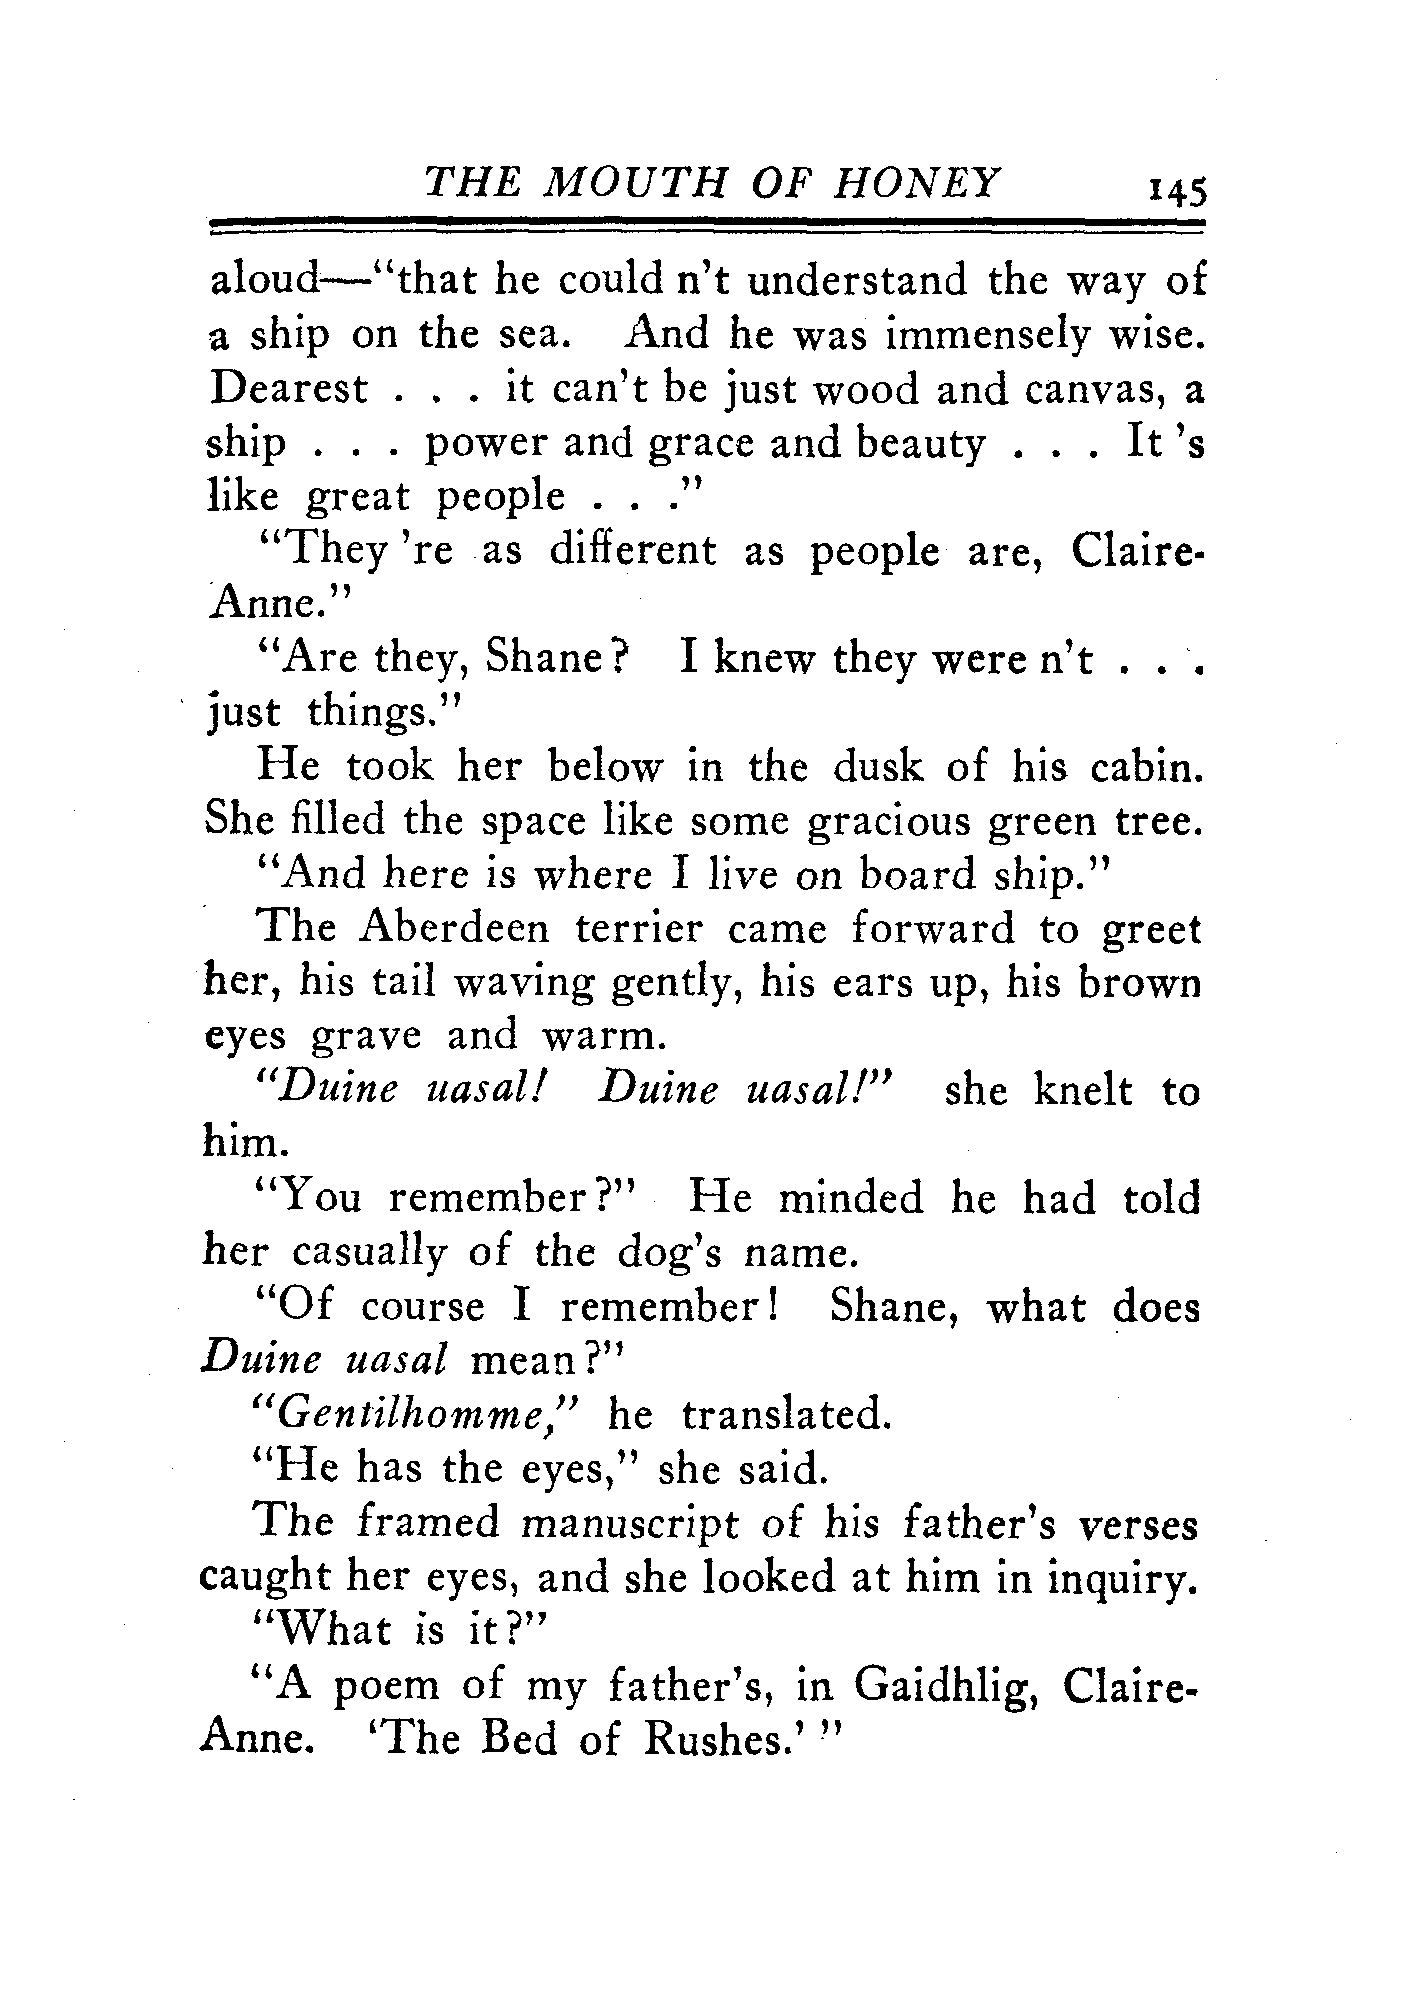 THE MOUTH OF HONEY 145
aloud—“that he could n’t understand the way of
a ship on the sea. And he was immensely wise.
Dearest . . . it can’t be just wood and canvas, a
ship . . . power and grace and beauty . . . It ’s
like great people . . .”
“They ’re as different as people are, Claire-
Anne.”
“Are they, Shane? I knew they were n’t . . .
just things.”
He took her below in the dusk of his cabin.
She filled the space like some gracious green tree.
“And here is where I live on board ship.”
The Aberdeen terrier came forward to greet
her, his tail waving gently, his ears up, his brown
eyes grave and warm.
“Duine uasal! Duine uasal!” she knelt to
him.
“You remember?” He minded he had told
her casually of the dog’s name.
“Of course I remember! Shane, what does
Duine uasal mean?”
“Gentilhomme,” he translated.
“He has the eyes,” she said.
The framed manuscript of his father’s verses
caught her eyes, and she looked at him in inquiry.
“What is it?”
“A poem of my father’s, in Gaidhlig, Claire-
Anne. ‘The Bed of Rushes.’ ”